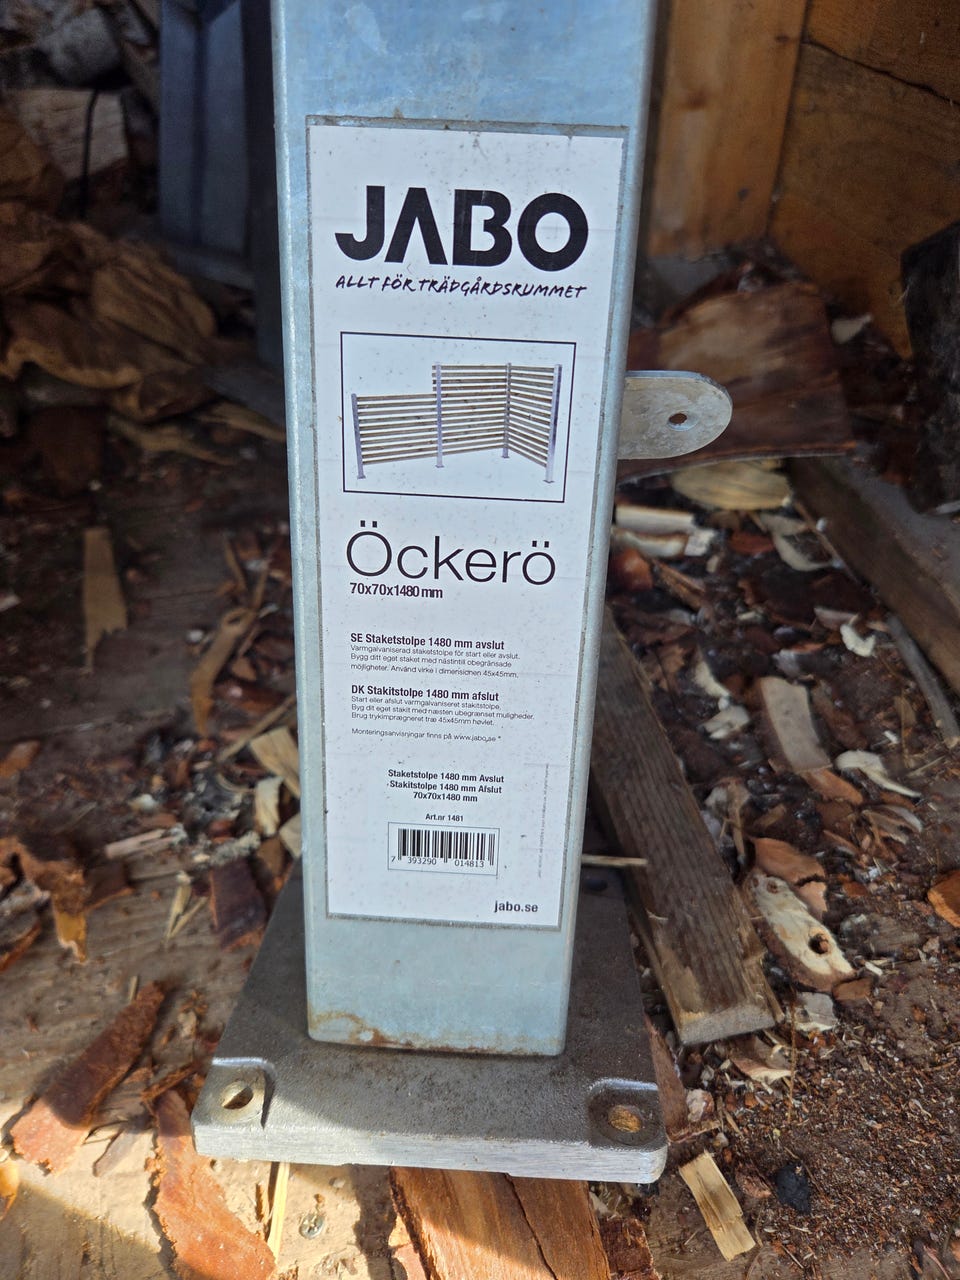 JABO
ALLT FÖR TRÄDGÅRDSRUMMET
Öckerö
70x70x1480 mm
SE Staketstolpe 1480 mm avslut
Varmgalvaniserad staketstolpe för start eller avslut.
Bygg ditt eget staket med nästintill obegränsade
möjligheter. Använd virke i dimensionen 45x45mm.
DK Stakitstolpe 1480 mm afslut
Start eller afslut varmgalvaniseret stakitstolpe.
Byg dit eget stakit med næsten ubegrænset muligheder.
Brug trykimprægneret træ 45x45mm høvlet.
Monteringsanvisningar finns på www.jabo.se
Staketstolpe 1480 mm Avslut
Stakitstolpe 1480 mm Afslut
70x70x1480 mm
Art.nr 1481
7 393290 014813
jabo.se